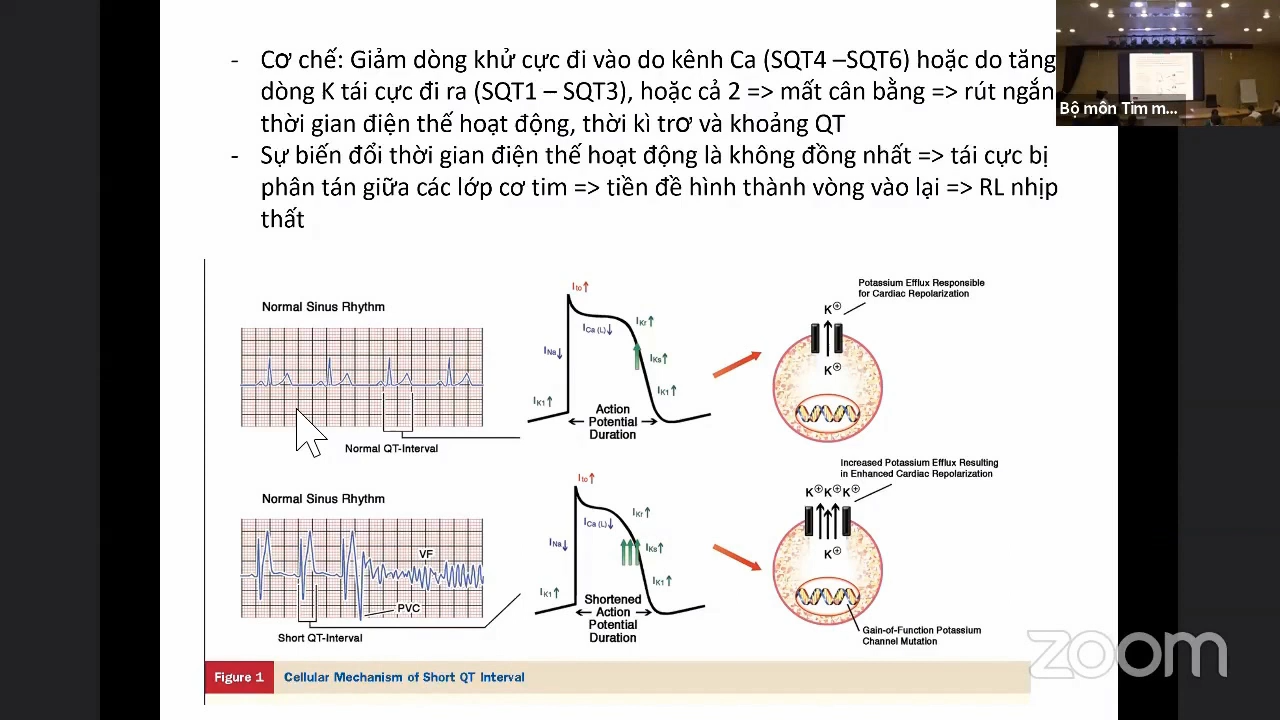 - Cơ chế: Giảm dòng khử cực đi vào do kênh Ca (SQT4 –SQT6) hoặc do tăng
dòng K tái cực đi ra (SQT1 – SQT3), hoặc cả 2 => mất cân bằng => rút ngắn
thời gian điện thế hoạt động, thời kì trơ và khoảng QT
- Sự biến đổi thời gian điện thế hoạt động là không đồng nhất => tái cực bị
phân tán giữa các lớp cơ tim => tiền đề hình thành vòng vào lại => RL nhịp
thất
Bộ môn Tim m...
Normal Sinus Rhythm
Normal QT-Interval
Ito↑
ICa (L)↓
IKr↑
INa↓
IKs↑
IK1↑
IK1↑
Action
Potential
Duration
Potassium Efflux Responsible
for Cardiac Repolarization
K⊕
K⊕
Normal Sinus Rhythm
VF
PVC
Short QT-Interval
Ito↑
ICa (L)↓
IKr↑
INa↓
IKs↑
IK1↑
IK1↑
Shortened
Action
Potential
Duration
Increased Potassium Efflux Resulting
in Enhanced Cardiac Repolarization
K⊕K⊕K⊕
K⊕
Gain-of-Function Potassium
Channel Mutation
Figure 1 Cellular Mechanism of Short QT Interval
zoom